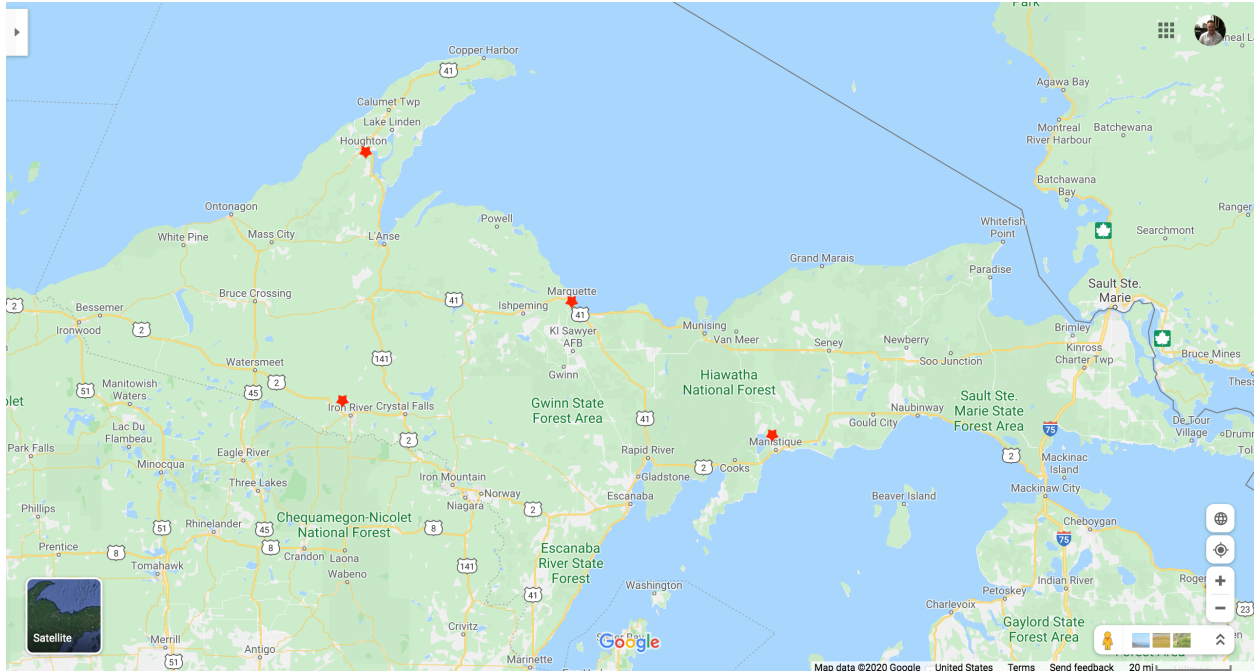 Park
Copper Harbor
41
Agawa Bay
Calumet Twp
Lake Linden
Montreal
River Harbour
Batchewana
Houghton
Batchawana
Bay
Ranger
Ontonagon
Powell
Whitefish
Point
Searchmont
White Pine
Mass City
L'Anse
Grand Marais
Paradise
Sault Ste.
Marie
2
Bessemer
Bruce Crossing
41
Marquette
Ishpeming
41
Ironwood
2
KI Sawyer
AFB
Munising
Van Meer
Seney
Newberry
Brimley
Kinross
Charter Twp
Soo Junction
Bruce Mines
141
Watersmeet
2
Gwinn
Hiawatha
National Forest
51
Manitowish
Waters
45
Iron River
Crystal Falls
Gwinn State
Forest Area
41
Naubinway
Gould City
Sault Ste.
Marie State
Forest Area
75
De Tour
Village
Lac Du
Flambeau
2
Manistique
Park Falls
Eagle River
Rapid River
2
Cooks
2
Mackinac
Island
Minocqua
Three Lakes
Iron Mountain
Norway
Niagara
Gladstone
Escanaba
Beaver Island
Mackinaw City
Phillips
51
Rhinelander
45
Chequamegon-Nicolet
National Forest
8
2
Cheboygan
75
Prentice
8
8
Crandon
Laona
Wabeno
Tomahawk
141
Escanaba
River State
Forest
Washington
Indian River
Petoskey
41
Charlevoix
23
Satellite
Merrill
51
Antigo
Crivitz
Marinette
Google
Gaylord State
Forest Area
Map data ©2020 Google United States Terms Send feedback 20 mi